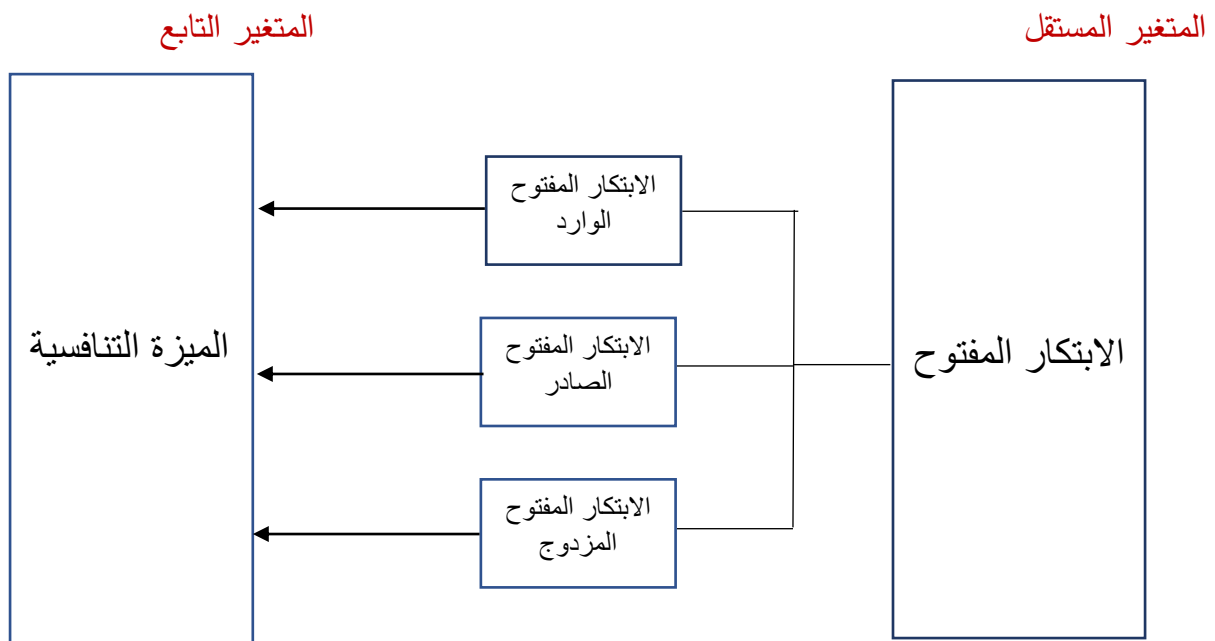 المتغير المستقل
المتغير التابع
الابتكار المفتوح
الابتكار المفتوح
الوارد
الابتكار المفتوح
الصادر
الابتكار المفتوح
المزدوج
الميزة التنافسية